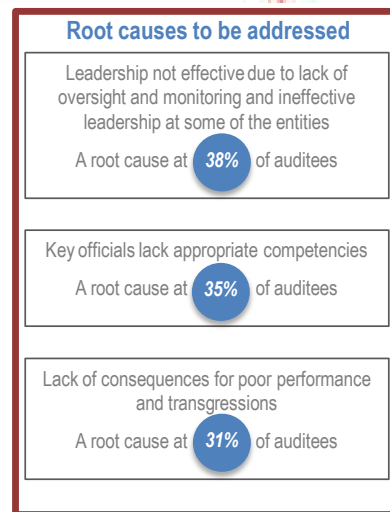 Root causes to be addressed
Leadership not effective due to lack of
oversight and monitoring and ineffective
leadership at some of the entities
A root cause at 38% of auditees
Key officials lack appropriate competencies
A root cause at 35% of auditees
Lack of consequences for poor performance
and transgressions
A root cause at 31% of auditees